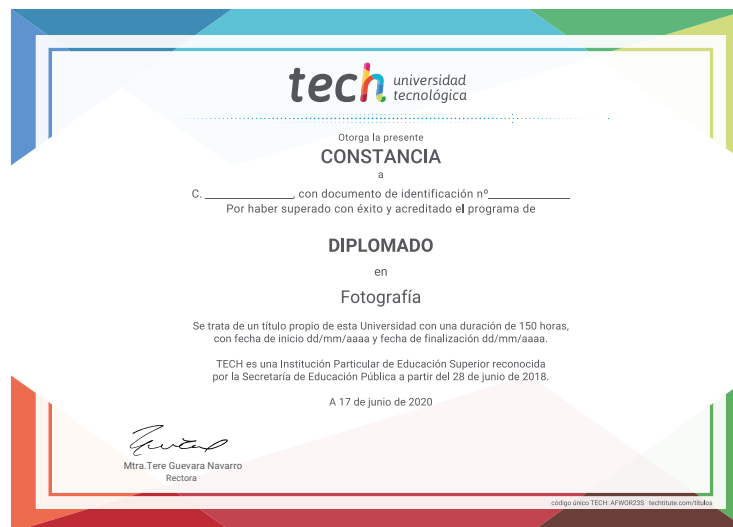 tech universidad
tecnológica
Otorga la presente
CONSTANCIA
a
C. ______________, con documento de identificación nº______________
Por haber superado con éxito y acreditado el programa de
DIPLOMADO
en
Fotografía
Se trata de un título propio de esta Universidad con una duración de 150 horas,
con fecha de inicio dd/mm/aaaa y fecha de finalización dd/mm/aaaa.
TECH es una Institución Particular de Educación Superior reconocida
por la Secretaría de Educación Pública a partir del 28 de junio de 2018.
A 17 de junio de 2020
Mtra.Tere Guevara Navarro
Rectora
código único TECH: AFWOR23S techtitute.com/titulos